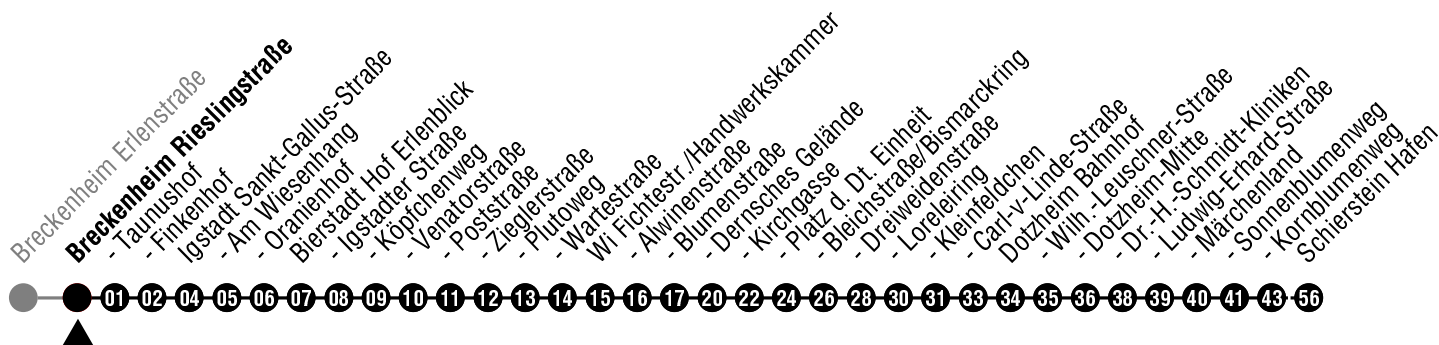 Breckenheim Erlenstraße
Breckenheim Rieslingstraße
- Taunushof
- Finkenhof
Igstadt Sankt-Gallus-Straße
- Am Wiesenhang
- Oranienhof
Bierstadt Hof Erlenblick
- Igstadter Straße
- Köpfchenweg
- Venatorstraße
- Poststraße
- Zieglerstraße
- Plutoweg
- Wartestraße
Wi Fichtestr./Handwerkskammer
- Alwinenstraße
- Blumenstraße
- Dernsches Gelände
- Kirchgasse
- Platz d. Dt. Einheit
- Bleichstraße/Bismarckring
- Dreiweidenstraße
- Loreleiring
- Kleinfeldchen
- Carl-v-Linde-Straße
Dotzheim Bahnhof
- Wilh.-Leuschner-Straße
- Dotzheim-Mitte
- Dr.-H.-Schmidt-Kliniken
- Ludwig-Erhard-Straße
- Märchenland
- Sonnenblumenweg
- Kornblumenweg
Schierstein Hafen
01 02 04 05 06 07 08 09 10 11 12 13 14 15 16 17 20 22 24 26 28 30 31 33 34 35 36 38 39 40 41 43 56